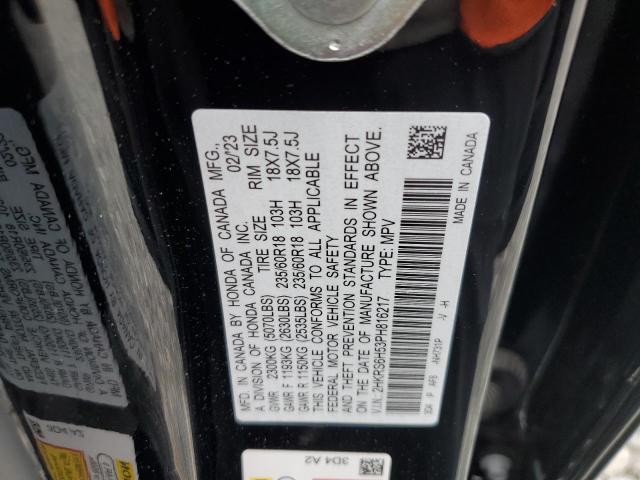 MFD. IN CANADA BY HONDA OF CANADA MFG.,
A DIVISION OF HONDA CANADA INC. 02/23
TIRE SIZE RIM SIZE
GVWR 2300KG (5070LBS)
GAWR F 1193KG (2630LBS) 235/60R18 103H 18X7.5J
GAWR R 1150KG (2535LBS) 235/60R18 103H 18X7.5J
THIS VEHICLE CONFORMS TO ALL APPLICABLE
FEDERAL MOTOR VEHICLE SAFETY
AND THEFT PREVENTION STANDARDS IN EFFECT
ON THE DATE OF MANUFACTURE SHOWN ABOVE.
V.I.N: 2HKRS6H53PH816217 TYPE: MPV
MADE IN CANADA
3D4 A2